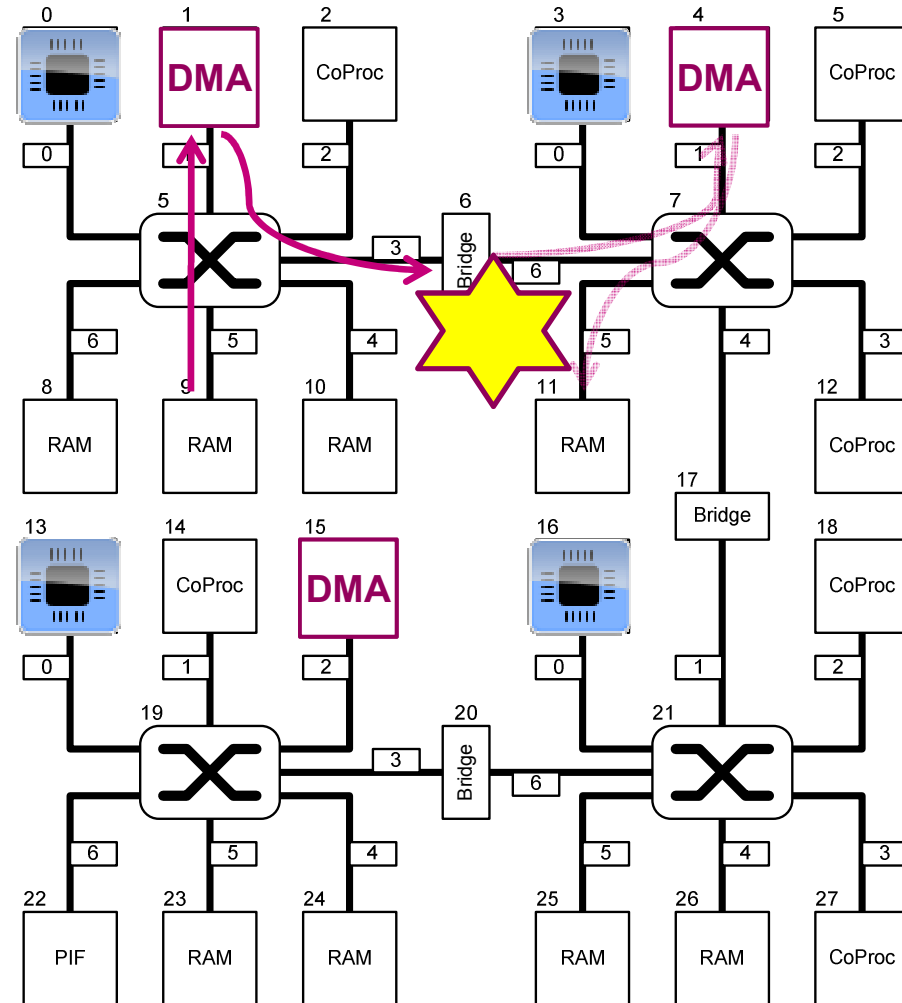 0 1 2 3 4 5
DMA CoProc DMA CoProc
0 2 0 1 2
5 6 7
3 Bridge 6
6 5 4 5 4 3
8 9 10 11 12
RAM RAM RAM RAM CoProc
17
Bridge
13 14 15 16 18
CoProc DMA CoProc
0 1 2 0 1 2
19 20 21
3 Bridge 6
6 5 4 5 4 3
22 23 24 25 26 27
PIF RAM RAM RAM RAM CoProc